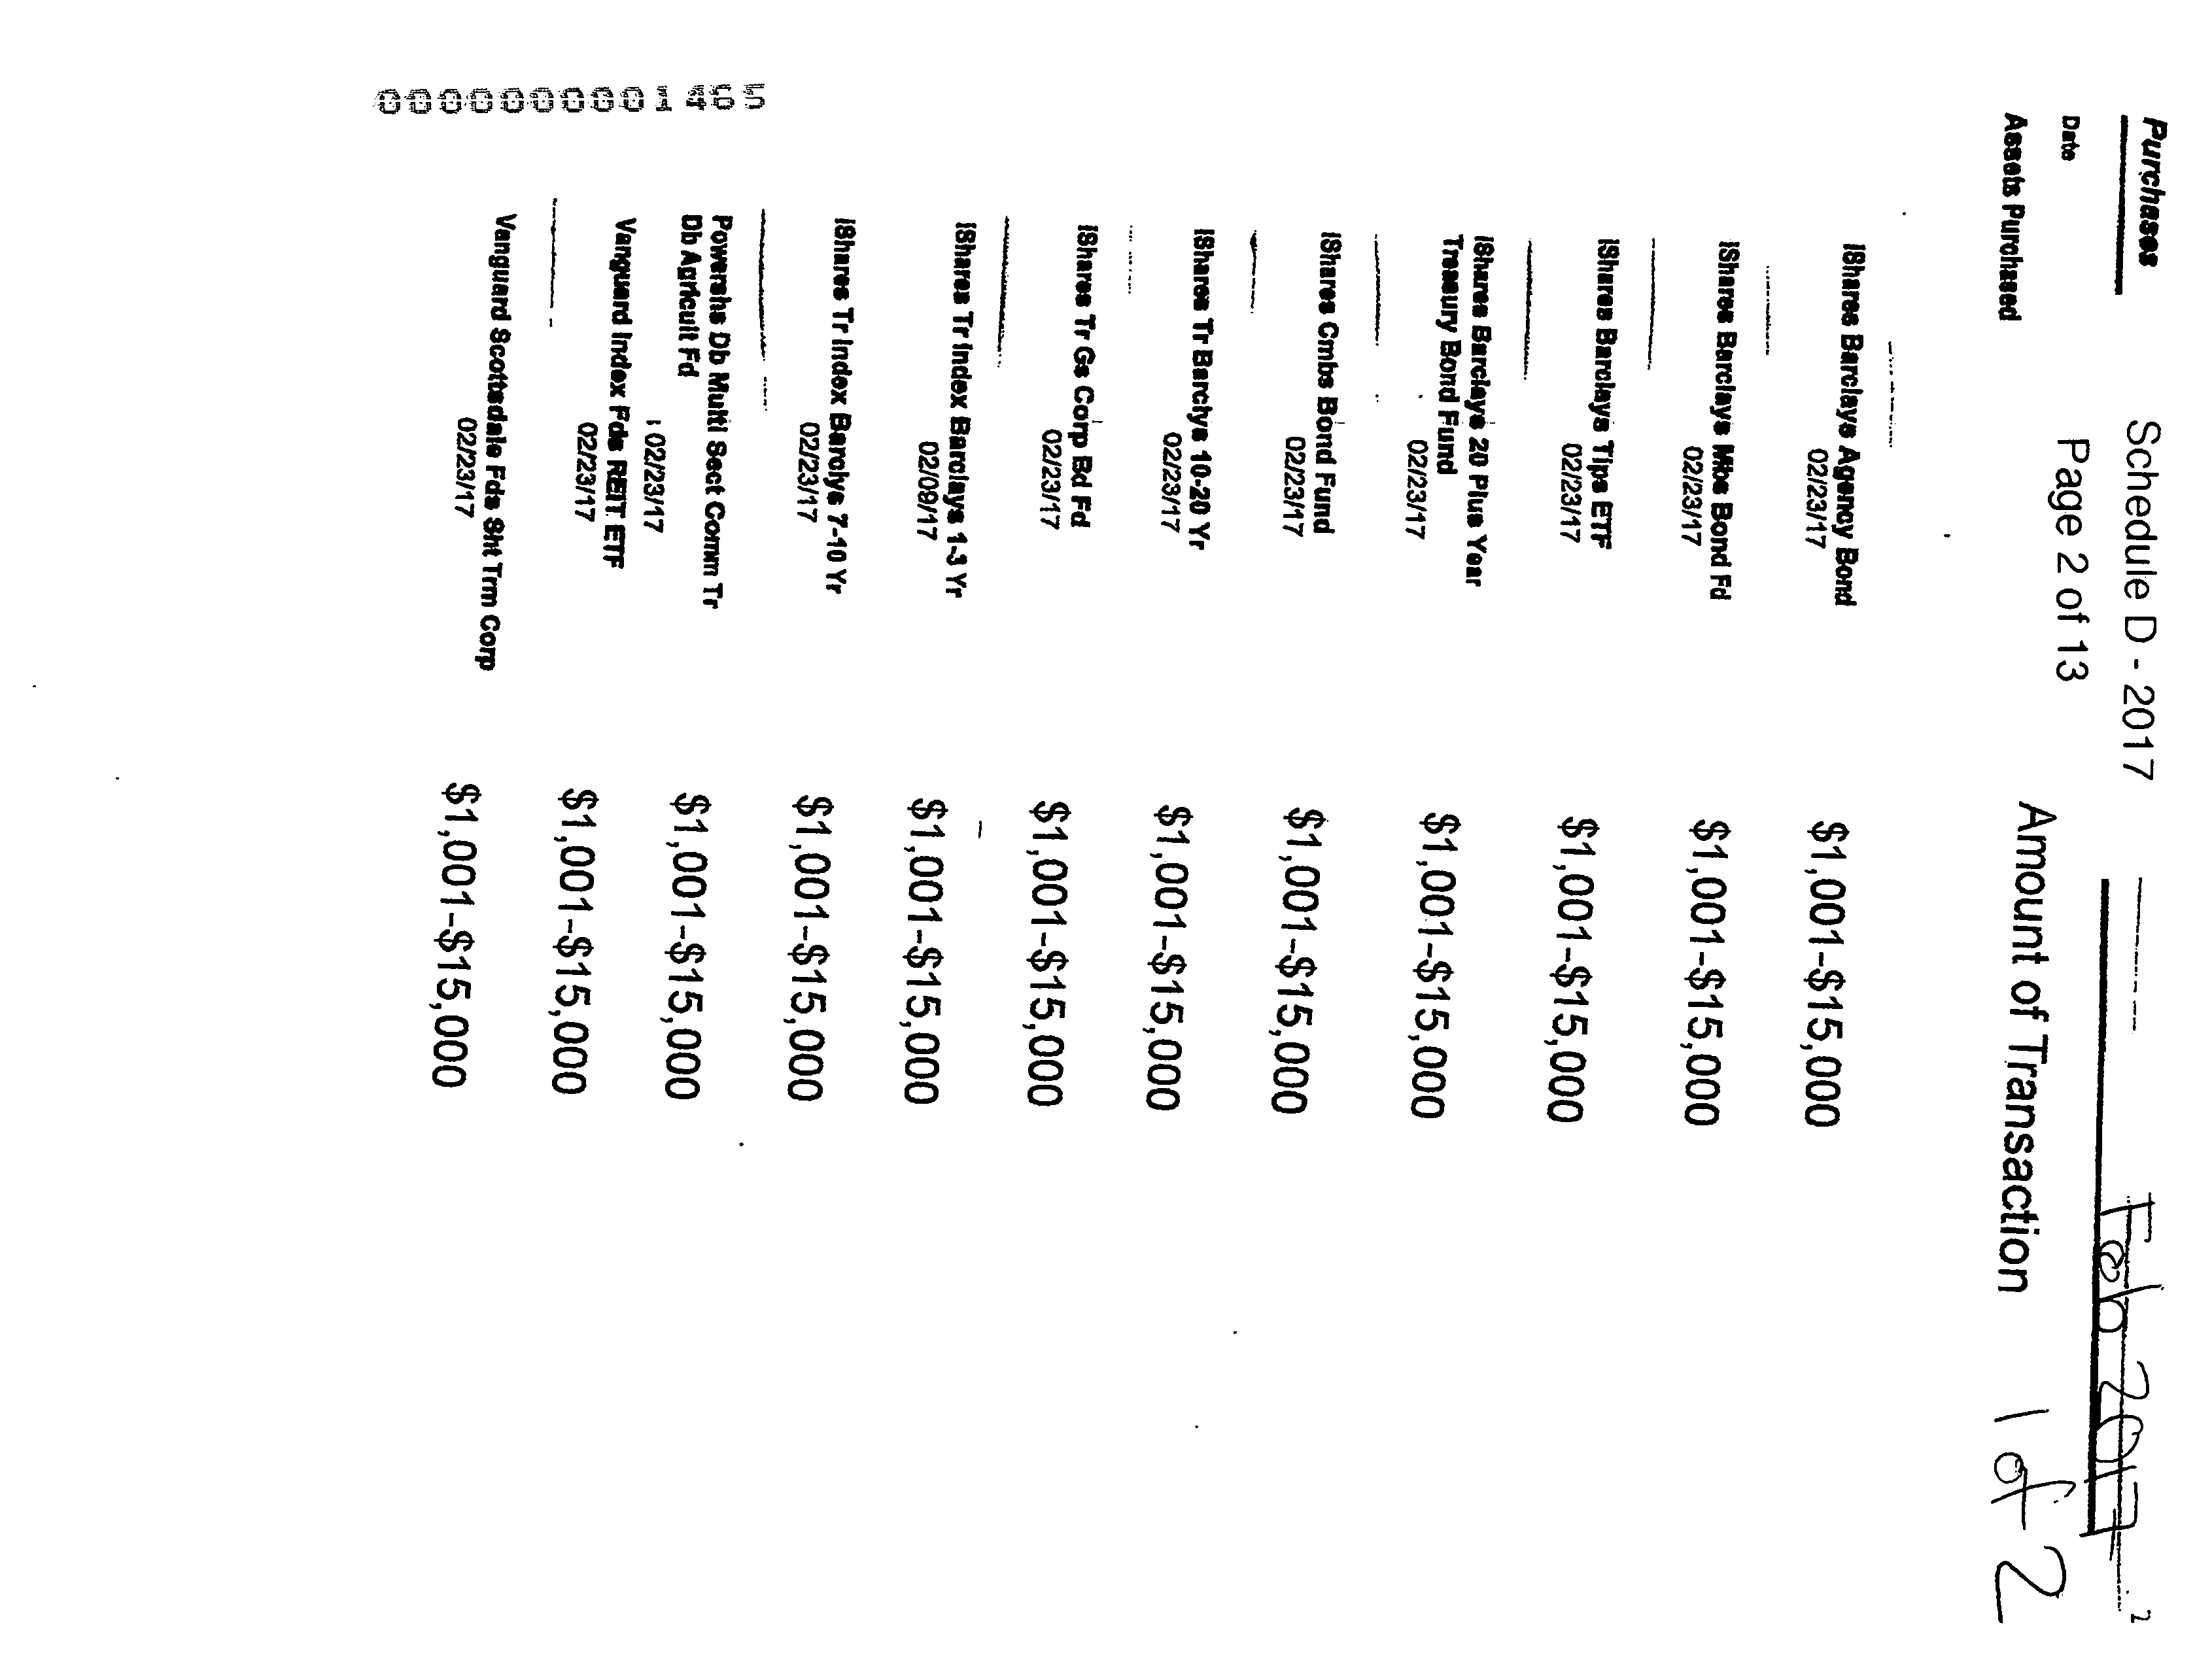 Purchases
Schedule D - 2017
Feb 2017
2
Date
Page 2 of 13
Assets Purchased
Amount of Transaction
1 of 2
iShares Barclays Agency Bond
02/23/17
$1,001-$15,000
iShares Barclays Mbs Bond Fd
02/23/17
$1,001-$15,000
iShares Barclays Tips ETF
02/23/17
$1,001-$15,000
iShares Barclays 20 Plus Year
Treasury Bond Fund
02/23/17
$1,001-$15,000
iShares Cmbs Bond Fund
02/23/17
$1,001-$15,000
iShares Tr Barclys 10-20 Yr
02/23/17
$1,001-$15,000
iShares Tr Gs Corp Bd Fd
02/23/17
$1,001-$15,000
iShares Tr Index Barclays 1-3 Yr
02/09/17
$1,001-$15,000
iShares Tr Index Barclys 7-10 Yr
02/23/17
$1,001-$15,000
Powershs Db Multi Sect Comm Tr
Db Agricult Fd
02/23/17
$1,001-$15,000
Vanguard Index Fds REIT ETF
02/23/17
$1,001-$15,000
Vanguard Scottsdale Fds Sht Trm Corp
02/23/17
$1,001-$15,000
0000000001465